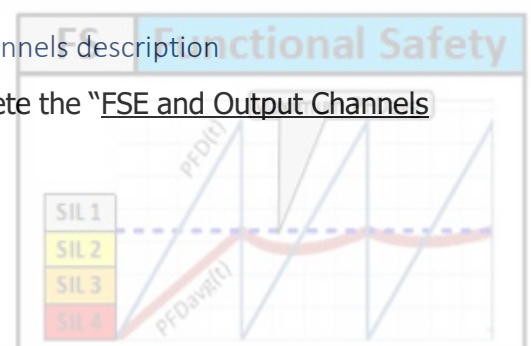 FS Functional Safety
nnels description
ete the “FSE and Output Channels
PFD(t)
SIL 1
SIL 2
SIL 3
SIL 4
PFDavg(t)